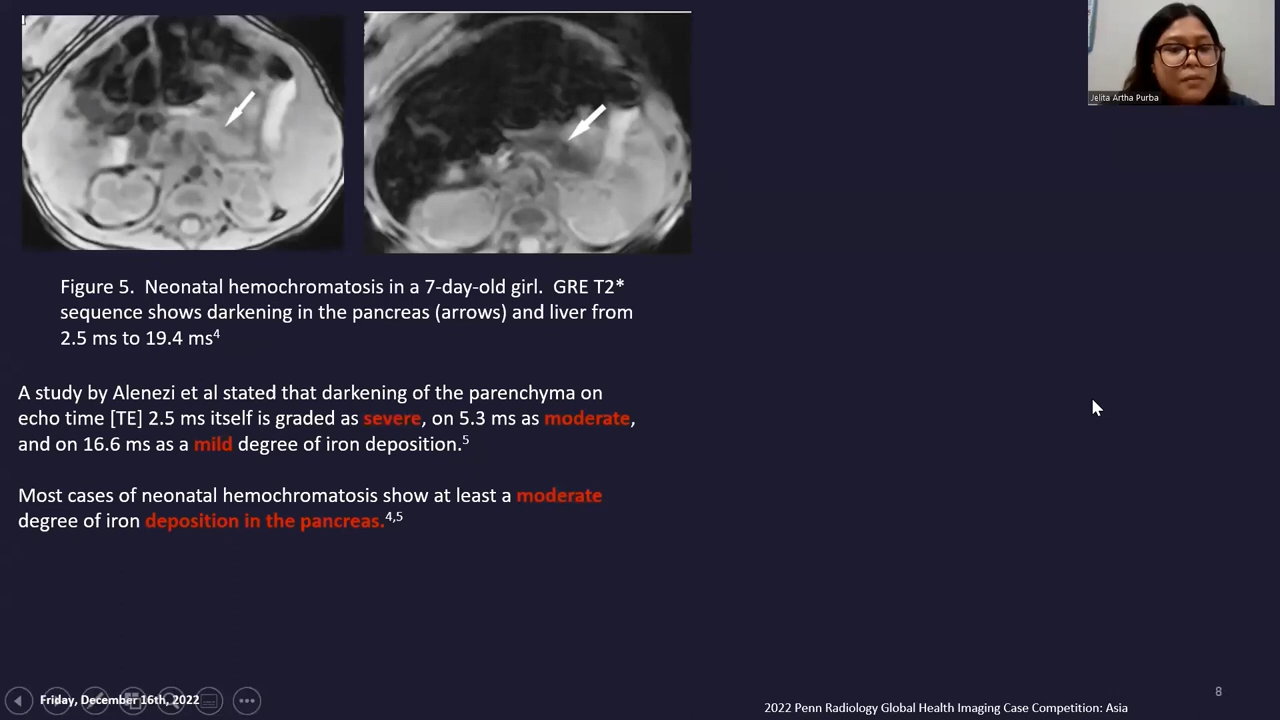 Jelita Artha Purba
Figure 5. Neonatal hemochromatosis in a 7-day-old girl. GRE T2*
sequence shows darkening in the pancreas (arrows) and liver from
2.5 ms to 19.4 ms⁴
A study by Alenezi et al stated that darkening of the parenchyma on
echo time [TE] 2.5 ms itself is graded as severe, on 5.3 ms as moderate,
and on 16.6 ms as a mild degree of iron deposition.⁵
Most cases of neonatal hemochromatosis show at least a moderate
degree of iron deposition in the pancreas.⁴,⁵
Friday, December 16th, 2022
2022 Penn Radiology Global Health Imaging Case Competition: Asia
8